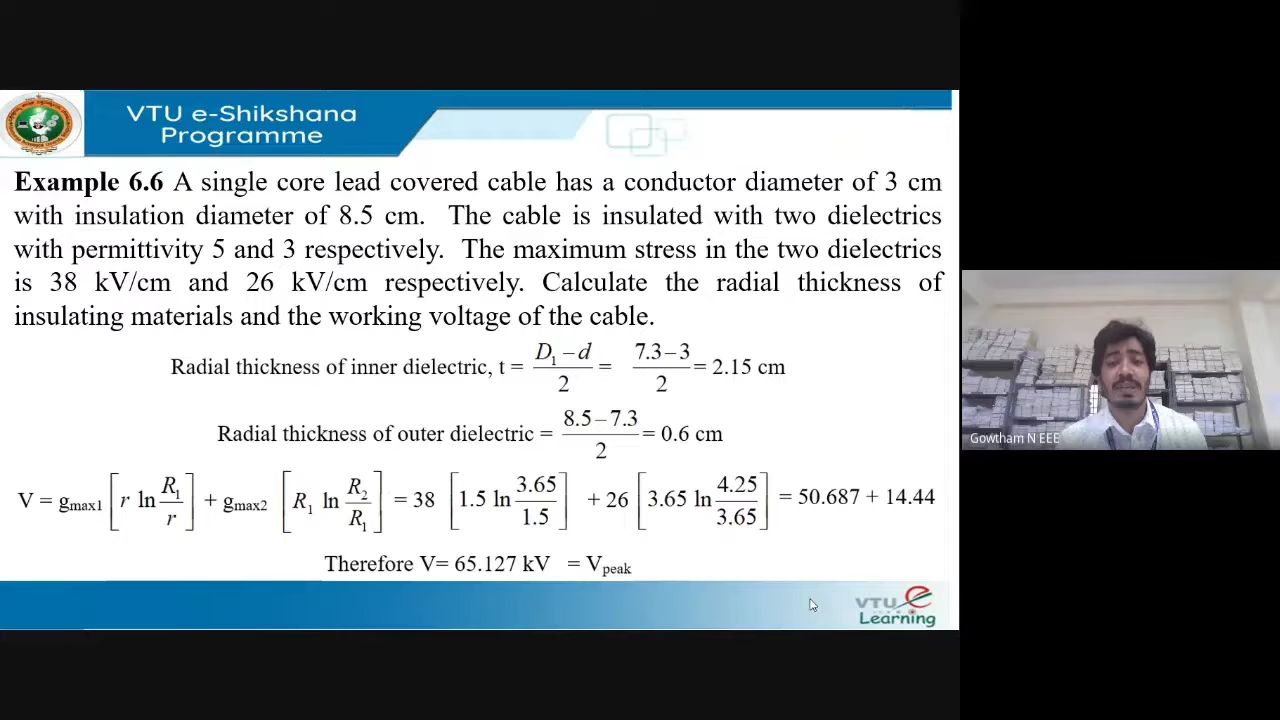 VTU e-Shikshana
Programme
Example 6.6 A single core lead covered cable has a conductor diameter of 3 cm
with insulation diameter of 8.5 cm. The cable is insulated with two dielectrics
with permittivity 5 and 3 respectively. The maximum stress in the two dielectrics
is 38 kV/cm and 26 kV/cm respectively. Calculate the radial thickness of
insulating materials and the working voltage of the cable.
Radial thickness of inner dielectric, t = (D₁ – d)/2 = (7.3 – 3)/2 = 2.15 cm
Radial thickness of outer dielectric = (8.5 – 7.3)/2 = 0.6 cm
V = gmax1 [r ln R₁/r] + gmax2 [R₁ ln R₂/R₁] = 38 [1.5 ln 3.65/1.5] + 26 [3.65 ln 4.25/3.65] = 50.687 + 14.44
Therefore V= 65.127 kV = Vpeak
Gowtham N EEE
VTU e
Learning